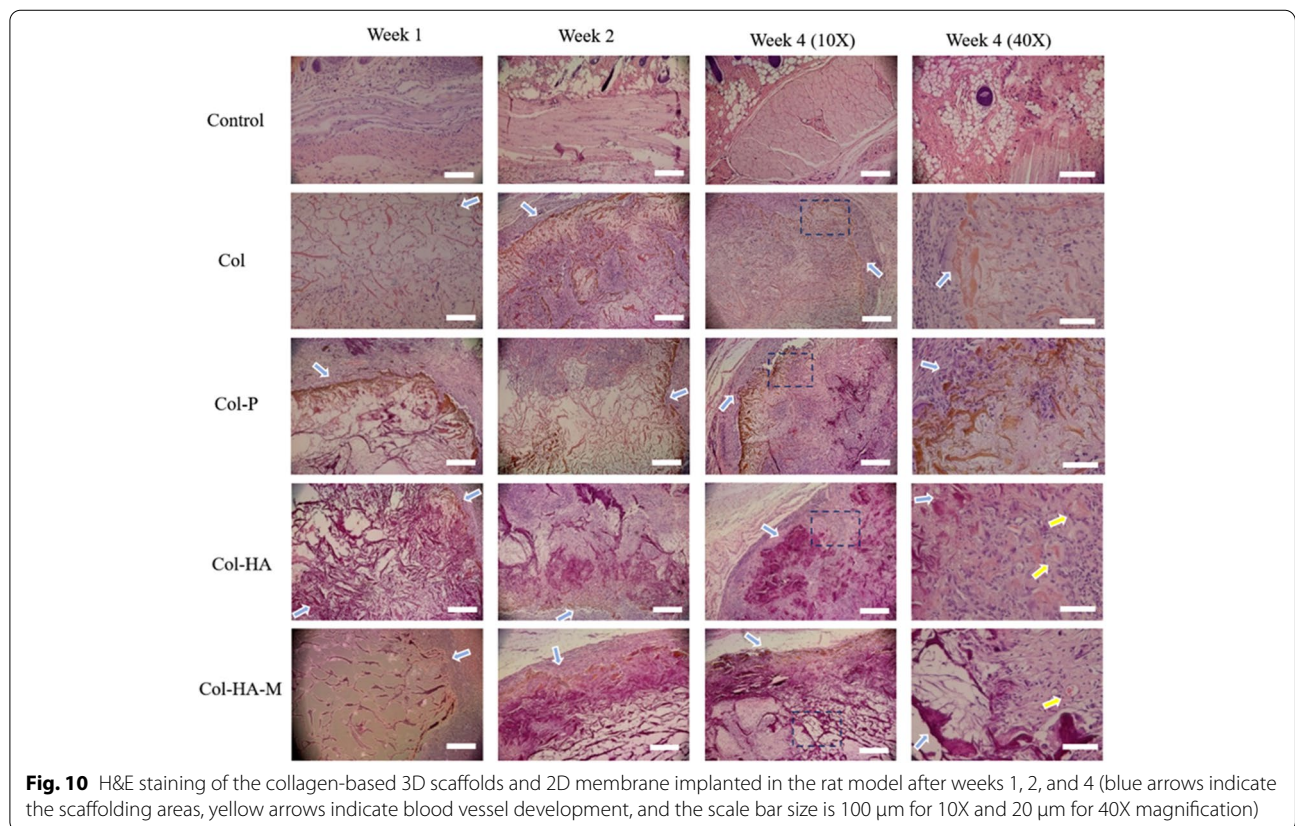 Week 1 Week 2 Week 4 (10X) Week 4 (40X)
Control
Col
Col-P
Col-HA
Col-HA-M
Fig. 10 H&E staining of the collagen-based 3D scaffolds and 2D membrane implanted in the rat model after weeks 1, 2, and 4 (blue arrows indicate
the scaffolding areas, yellow arrows indicate blood vessel development, and the scale bar size is 100 μm for 10X and 20 μm for 40X magnification)